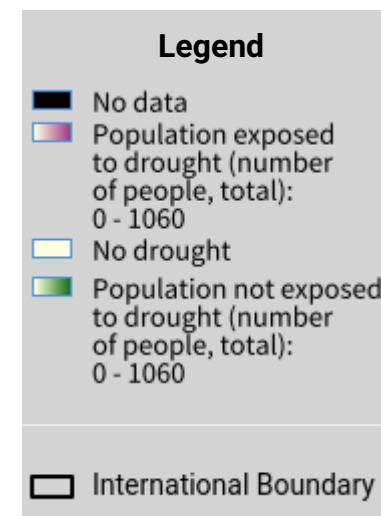 Legend
No data
Population exposed
to drought (number
of people, total):
0 - 1060
No drought
Population not exposed
to drought (number
of people, total):
0 - 1060
International Boundary